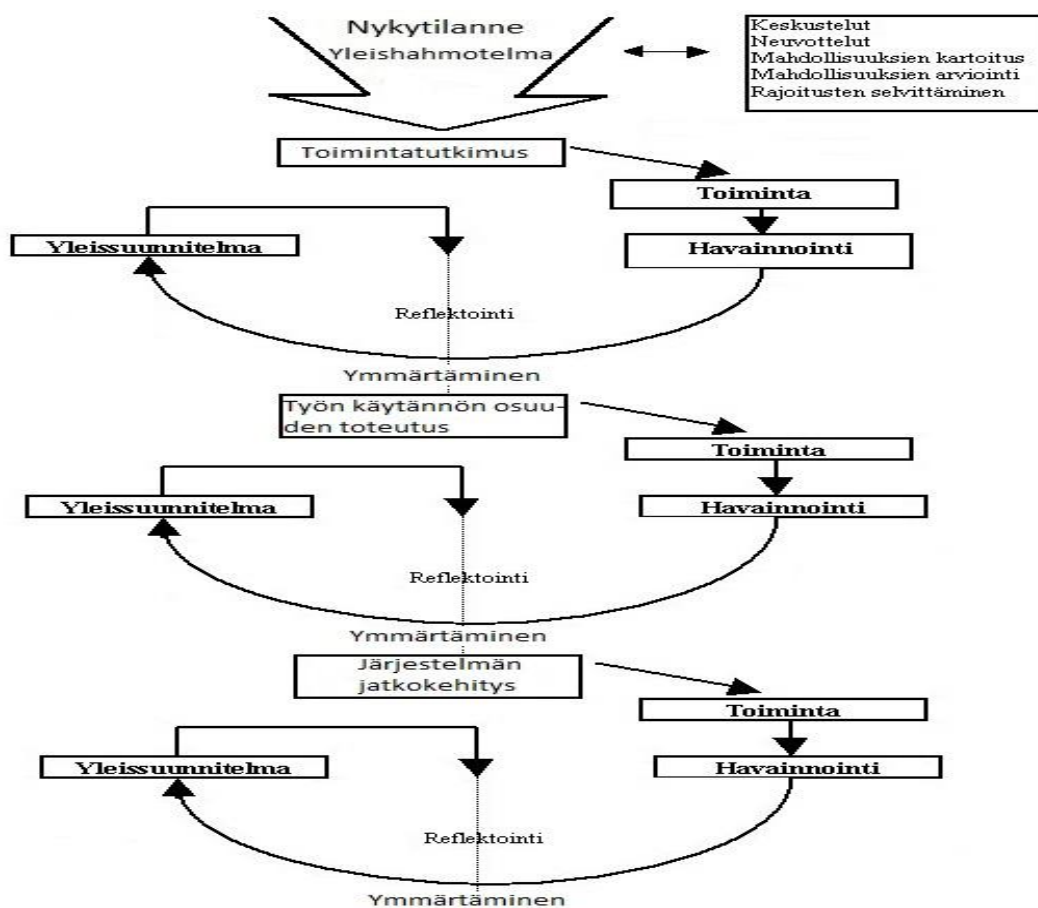 Nykytilanne
Yleishahmotelma
Keskustelut
Neuvottelut
Mahdollisuuksien kartoitus
Mahdollisuuksien arviointi
Rajoitusten selvittäminen
Toimintatutkimus
Toiminta
Yleissuunnitelma
Havainnointi
Reflektointi
Ymmärtäminen
Työn käytännön osuu-
den toteutus
Toiminta
Yleissuunnitelma
Havainnointi
Reflektointi
Ymmärtäminen
Järjestelmän
jatkokehitys
Toiminta
Yleissuunnitelma
Havainnointi
Reflektointi
Ymmärtäminen